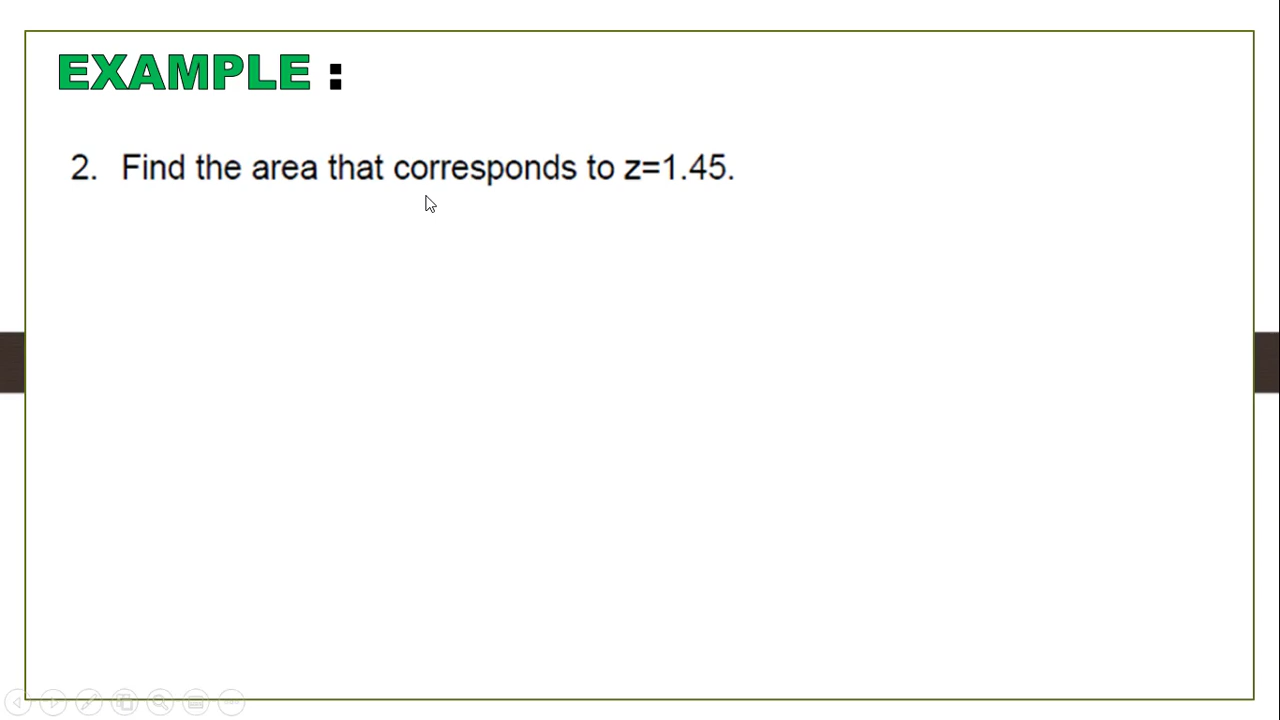 EXAMPLE :
2. Find the area that corresponds to z=1.45.